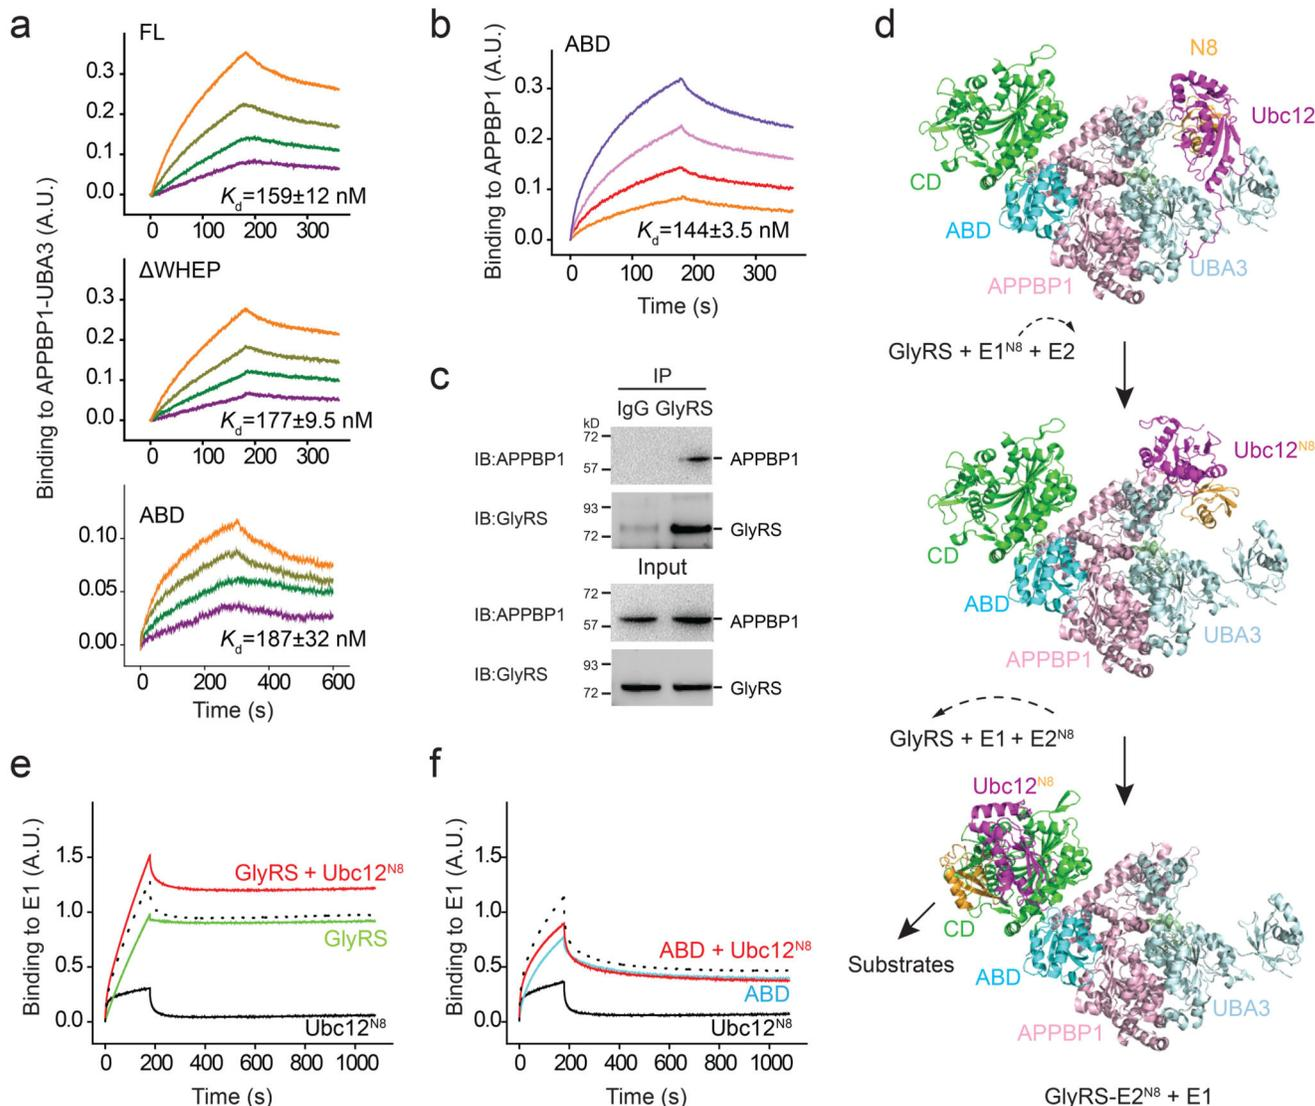 a
FL
Binding to APPBP1-UBA3 (A.U.)
0.3
0.2
0.1
0.0
Kd=159±12 nM
0 100 200 300
ΔWHEP
0.3
0.2
0.1
0.0
Kd=177±9.5 nM
0 100 200 300
ABD
0.10
0.05
0.00
Kd=187±32 nM
0 200 400 600
Time (s)
b
ABD
Binding to APPBP1 (A.U.)
0.3
0.2
0.1
0.0
Kd=144±3.5 nM
0 100 200 300
Time (s)
c
IP
IgG GlyRS
kD
72
IB:APPBP1 APPBP1
57
93
IB:GlyRS GlyRS
72
Input
72
IB:APPBP1 APPBP1
57
93
IB:GlyRS GlyRS
72
d
N8
Ubc12
CD
ABD
APPBP1
UBA3
GlyRS + E1N8 + E2
Ubc12N8
CD
ABD
APPBP1
UBA3
GlyRS + E1 + E2N8
Ubc12N8
CD
Substrates
ABD
APPBP1
UBA3
GlyRS-E2N8 + E1
e
Binding to E1 (A.U.)
1.5
1.0
0.5
0.0
GlyRS + Ubc12N8
GlyRS
Ubc12N8
0 200 400 600 800 1000
Time (s)
f
Binding to E1 (A.U.)
1.5
1.0
0.5
0.0
ABD + Ubc12N8
ABD
Ubc12N8
0 200 400 600 800 1000
Time (s)